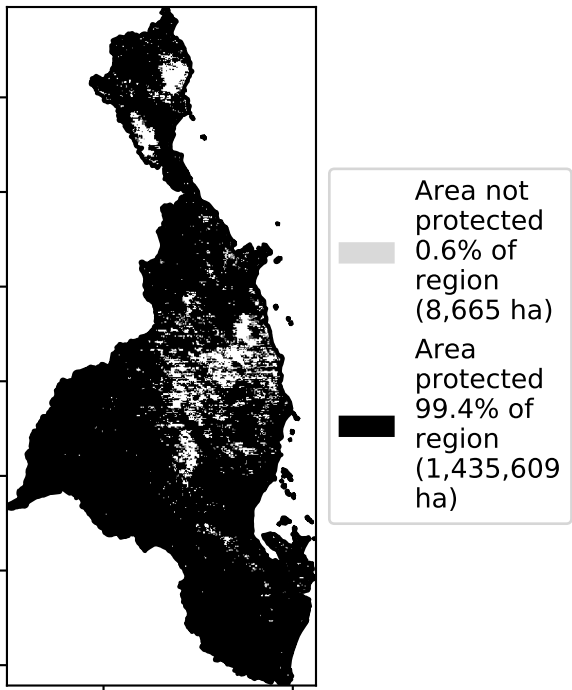 Area not
protected
0.6% of
region
(8,665 ha)
Area
protected
99.4% of
region
(1,435,609
ha)